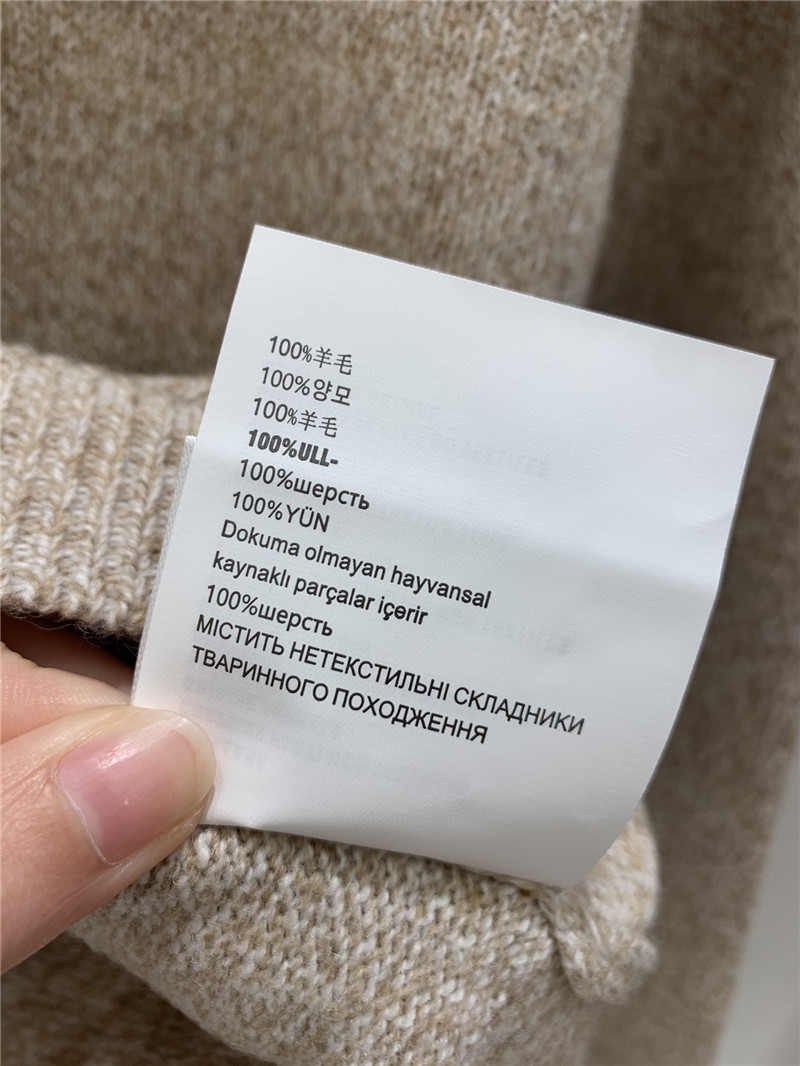 100%羊毛
100%양모
100%羊毛
100%ULL-
100%шерсть
100%YÜN
Dokuma olmayan hayvansal
kaynaklı parçalar içerir
100%шерсть
МІСТИТЬ НЕТЕКСТИЛЬНІ СКЛАДНИКИ
ТВАРИННОГО ПОХОДЖЕННЯ